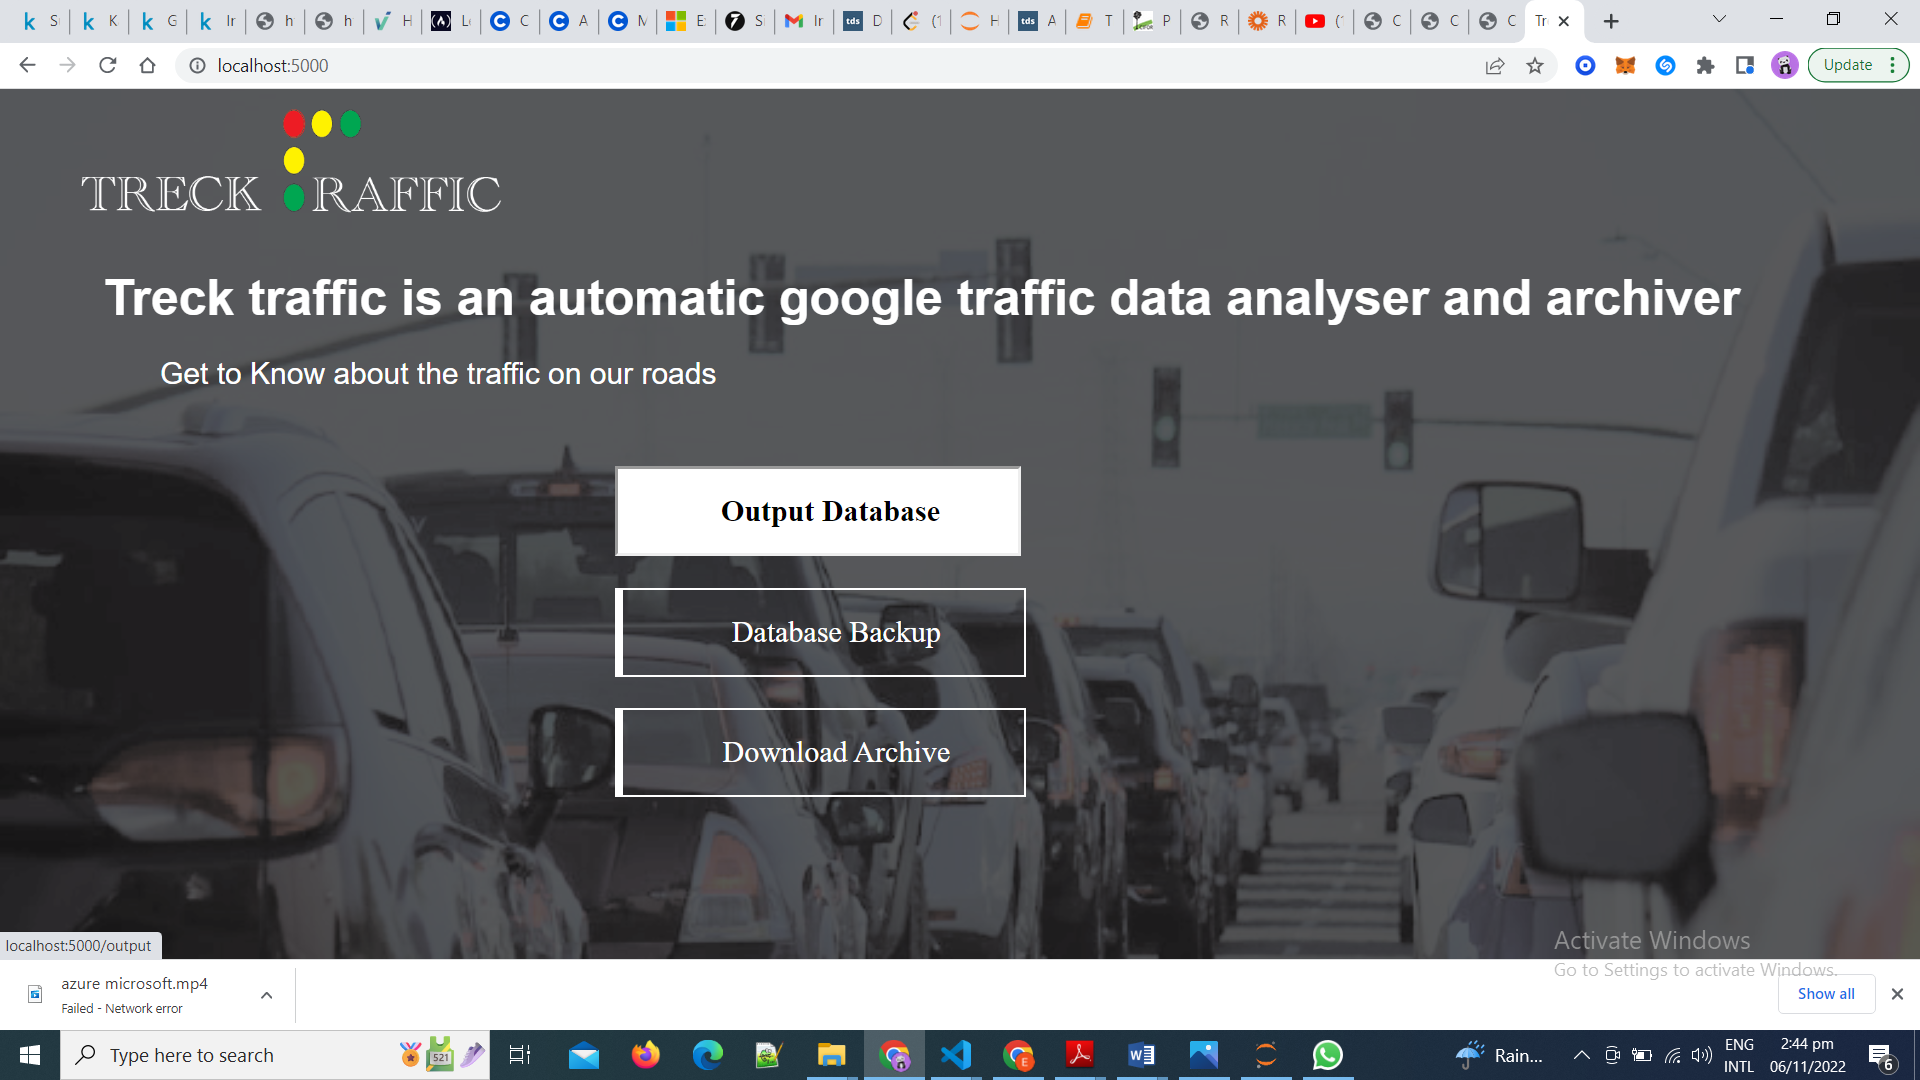 S
K
G
Ir
h
h
H
L
C
A
M
E
S
Ir
tds
D
(1
H
tds
A
T
P
R
R
(
C
C
C
Tr
localhost:5000
Update
TRECK RAFFIC
Treck traffic is an automatic google traffic data analyser and archiver
Get to Know about the traffic on our roads
Output Database
Database Backup
Download Archive
localhost:5000/output
Activate Windows
Go to Settings to activate Windows.
azure microsoft.mp4
Failed - Network error
Show all
Type here to search
521
Rain...
ENG
INTL
2:44 pm
06/11/2022
6